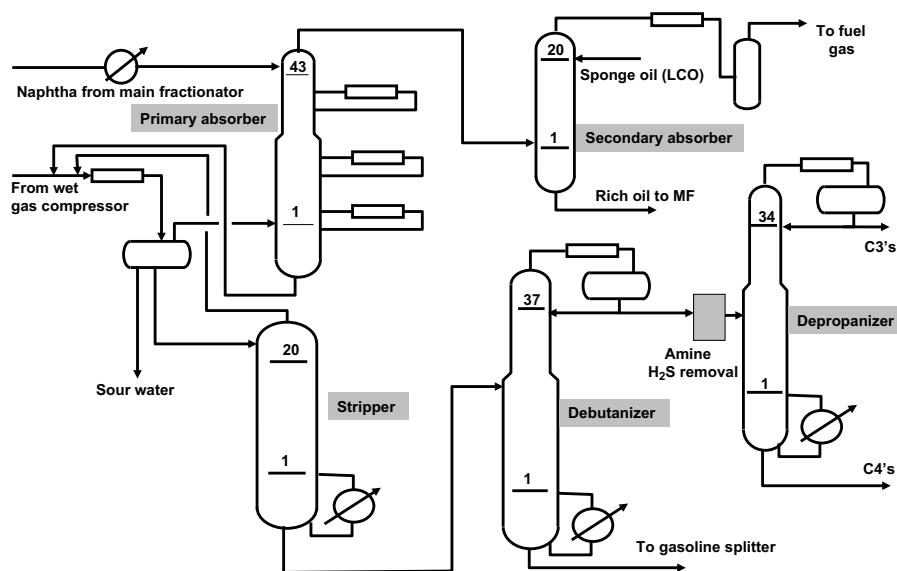 To fuel
gas
20
Sponge oil (LCO)
43
Naphtha from main fractionator
Primary absorber
1
Secondary absorber
From wet
gas compressor
Rich oil to MF
1
34
C3's
37
Depropanizer
Amine
H₂S removal
20
Sour water
Stripper
Debutanizer
1
1
1
C4's
To gasoline splitter